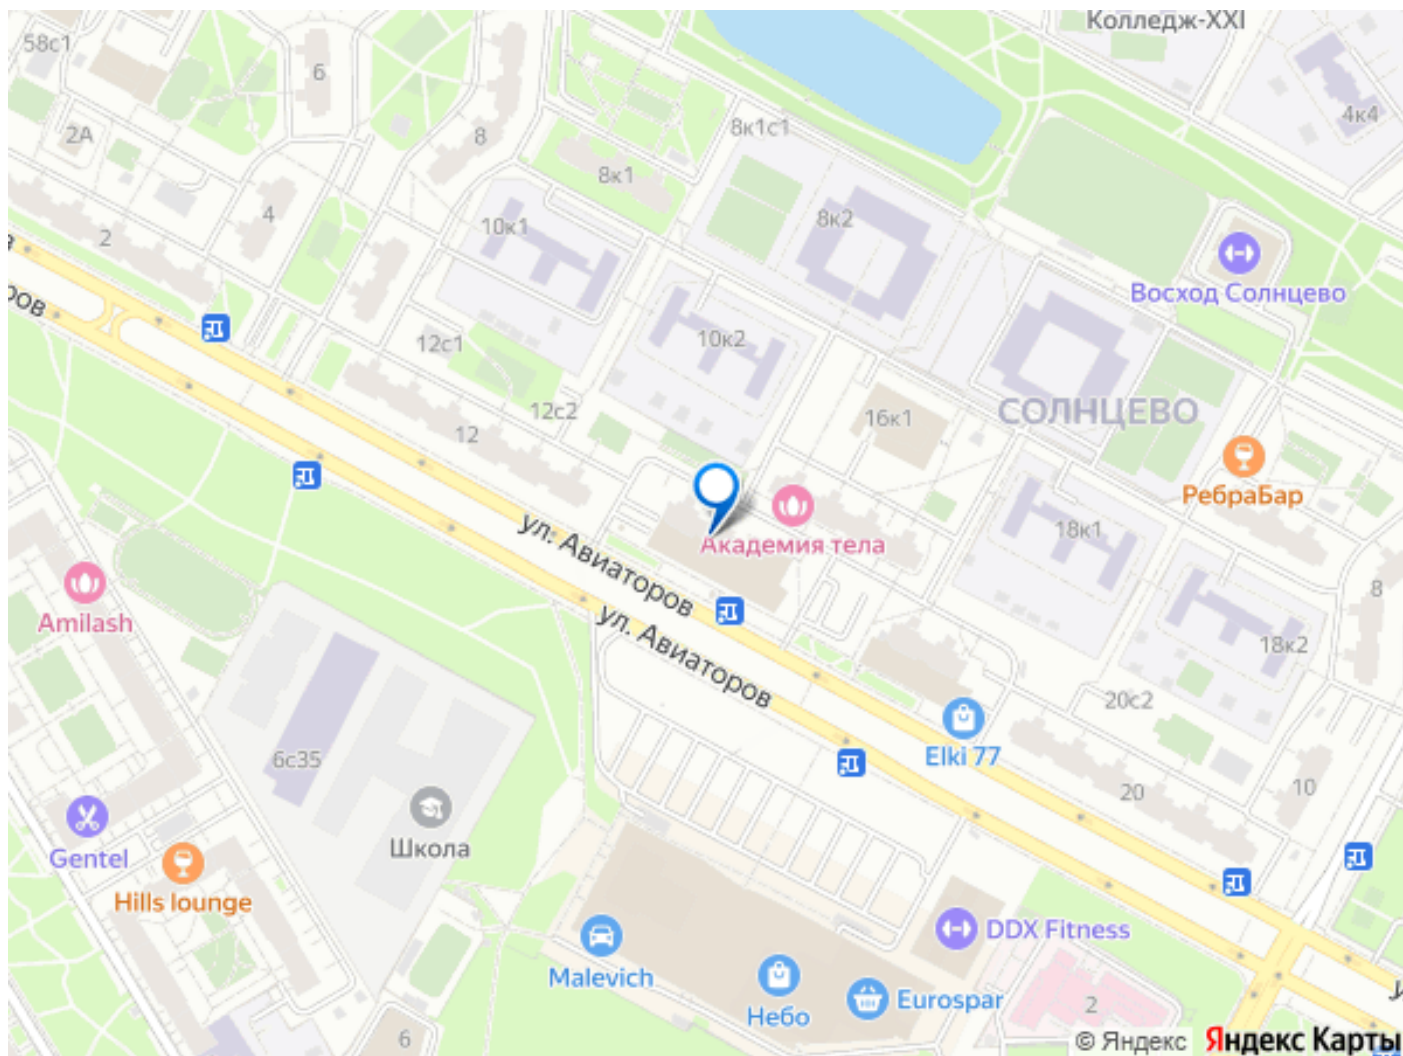 Колледж-XXI
58с1
6
4к4
2А
8
8к1с1
8к1
4
10к1
8к2
2
Восход Солнцево
ров
12с1
10к2
12с2
16к1
СОЛНЦЕВО
12
РебраБар
ул. Авиаторов
18к1
Академия тела
8
Amilash
ул. Авиаторов
18к2
20с2
6с35
Elki 77
20
10
Школа
Gentel
Hills lounge
DDX Fitness
Malevich
Небо
Eurospar
2
6
© Яндекс Яндекс Карты